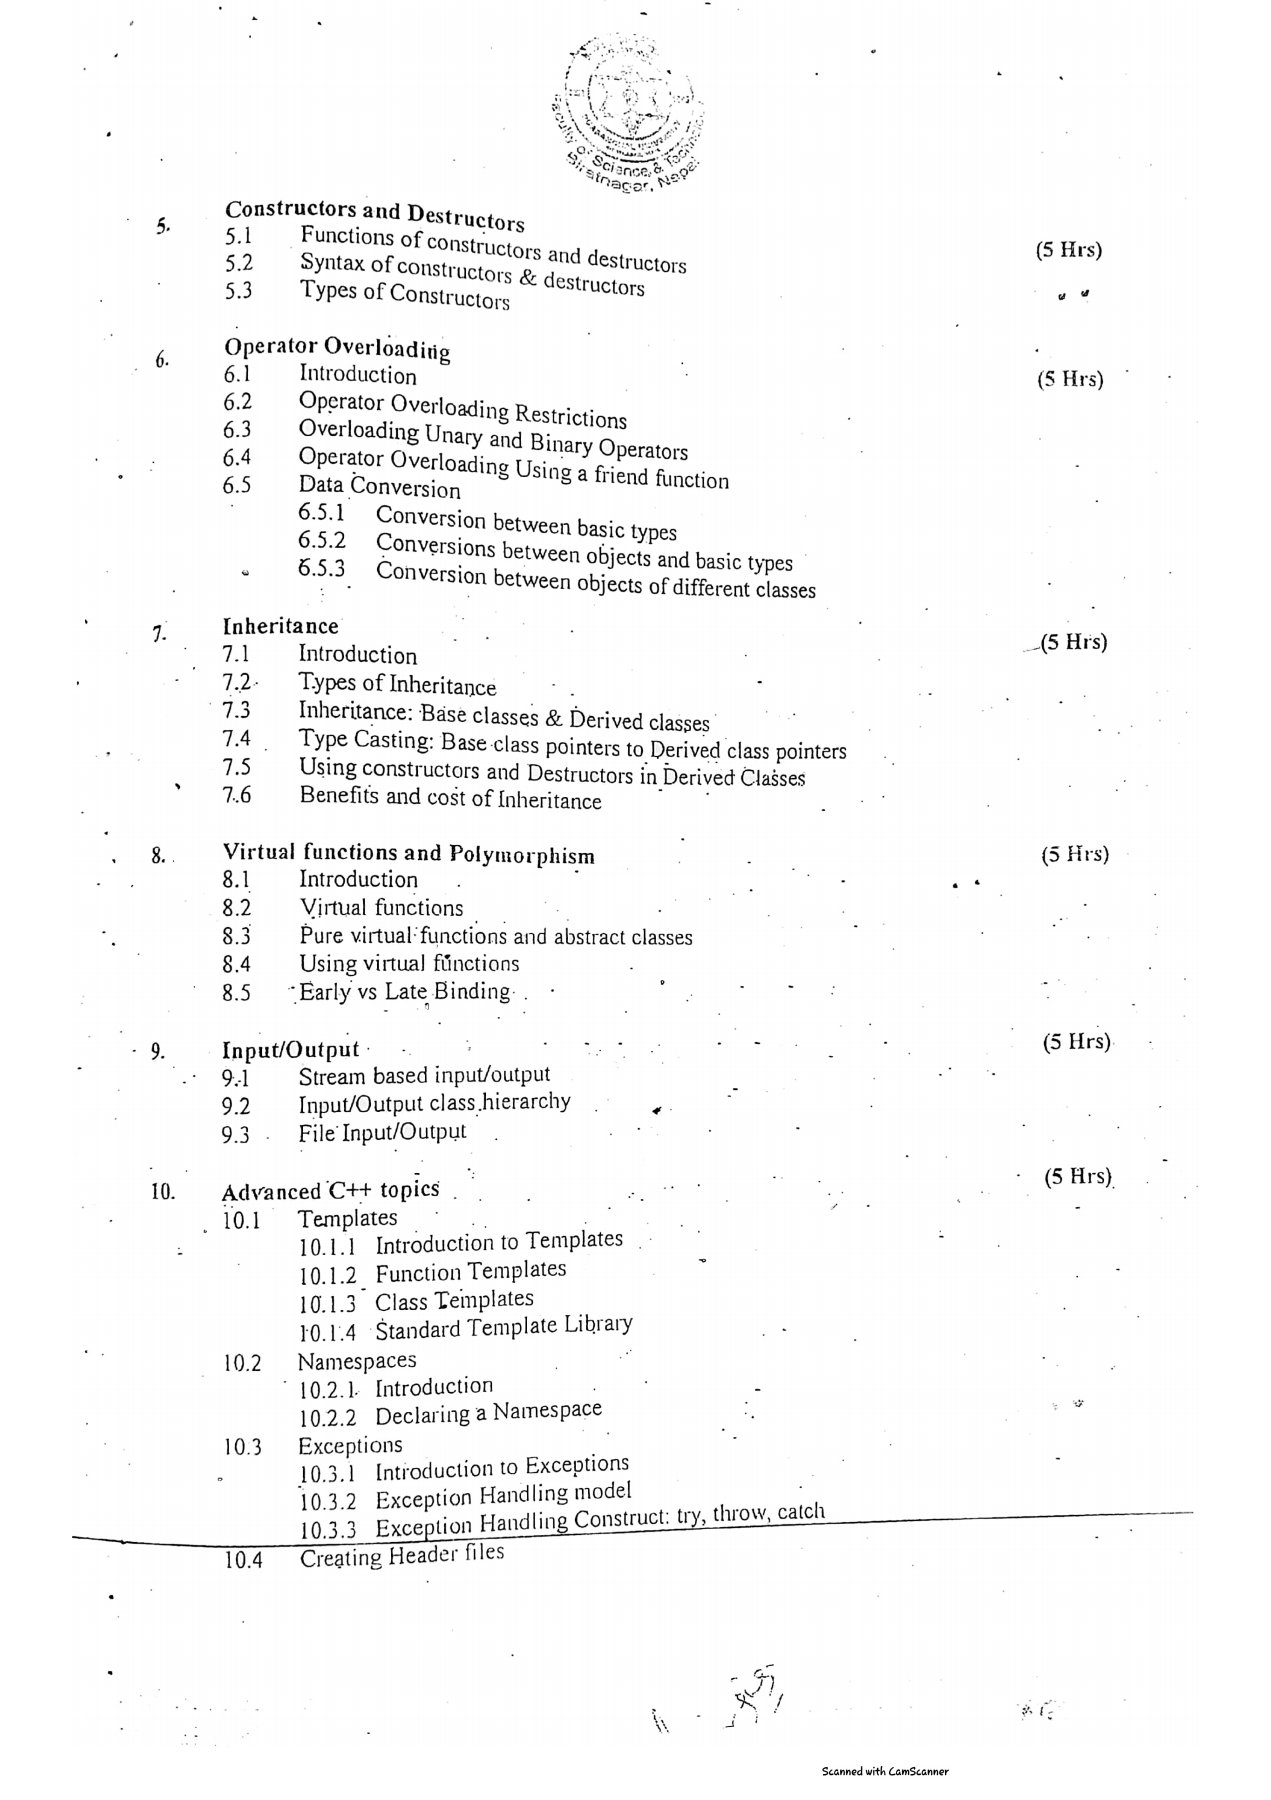 Faculty of Science & Technology
Biratnagar, Nepal
5. Constructors and Destructors (5 Hrs)
5.1 Functions of constructors and destructors
5.2 Syntax of constructors & destructors
5.3 Types of Constructors
6. Operator Overloading (5 Hrs)
6.1 Introduction
6.2 Operator Overloading Restrictions
6.3 Overloading Unary and Binary Operators
6.4 Operator Overloading Using a friend function
6.5 Data Conversion
6.5.1 Conversion between basic types
6.5.2 Conversions between objects and basic types
6.5.3 Conversion between objects of different classes
7. Inheritance (5 Hrs)
7.1 Introduction
7.2 Types of Inheritance
7.3 Inheritance: Base classes & Derived classes
7.4 Type Casting: Base class pointers to Derived class pointers
7.5 Using constructors and Destructors in Derived Classes
7.6 Benefits and cost of Inheritance
8. Virtual functions and Polymorphism (5 Hrs)
8.1 Introduction
8.2 Virtual functions
8.3 Pure virtual functions and abstract classes
8.4 Using virtual functions
8.5 Early vs Late Binding
9. Input/Output (5 Hrs)
9.1 Stream based input/output
9.2 Input/Output class hierarchy
9.3 File Input/Output
10. Advanced C++ topics (5 Hrs)
10.1 Templates
10.1.1 Introduction to Templates
10.1.2 Function Templates
10.1.3 Class Templates
10.1.4 Standard Template Library
10.2 Namespaces
10.2.1 Introduction
10.2.2 Declaring a Namespace
10.3 Exceptions
10.3.1 Introduction to Exceptions
10.3.2 Exception Handling model
10.3.3 Exception Handling Construct: try, throw, catch
10.4 Creating Header files
Scanned with CamScanner